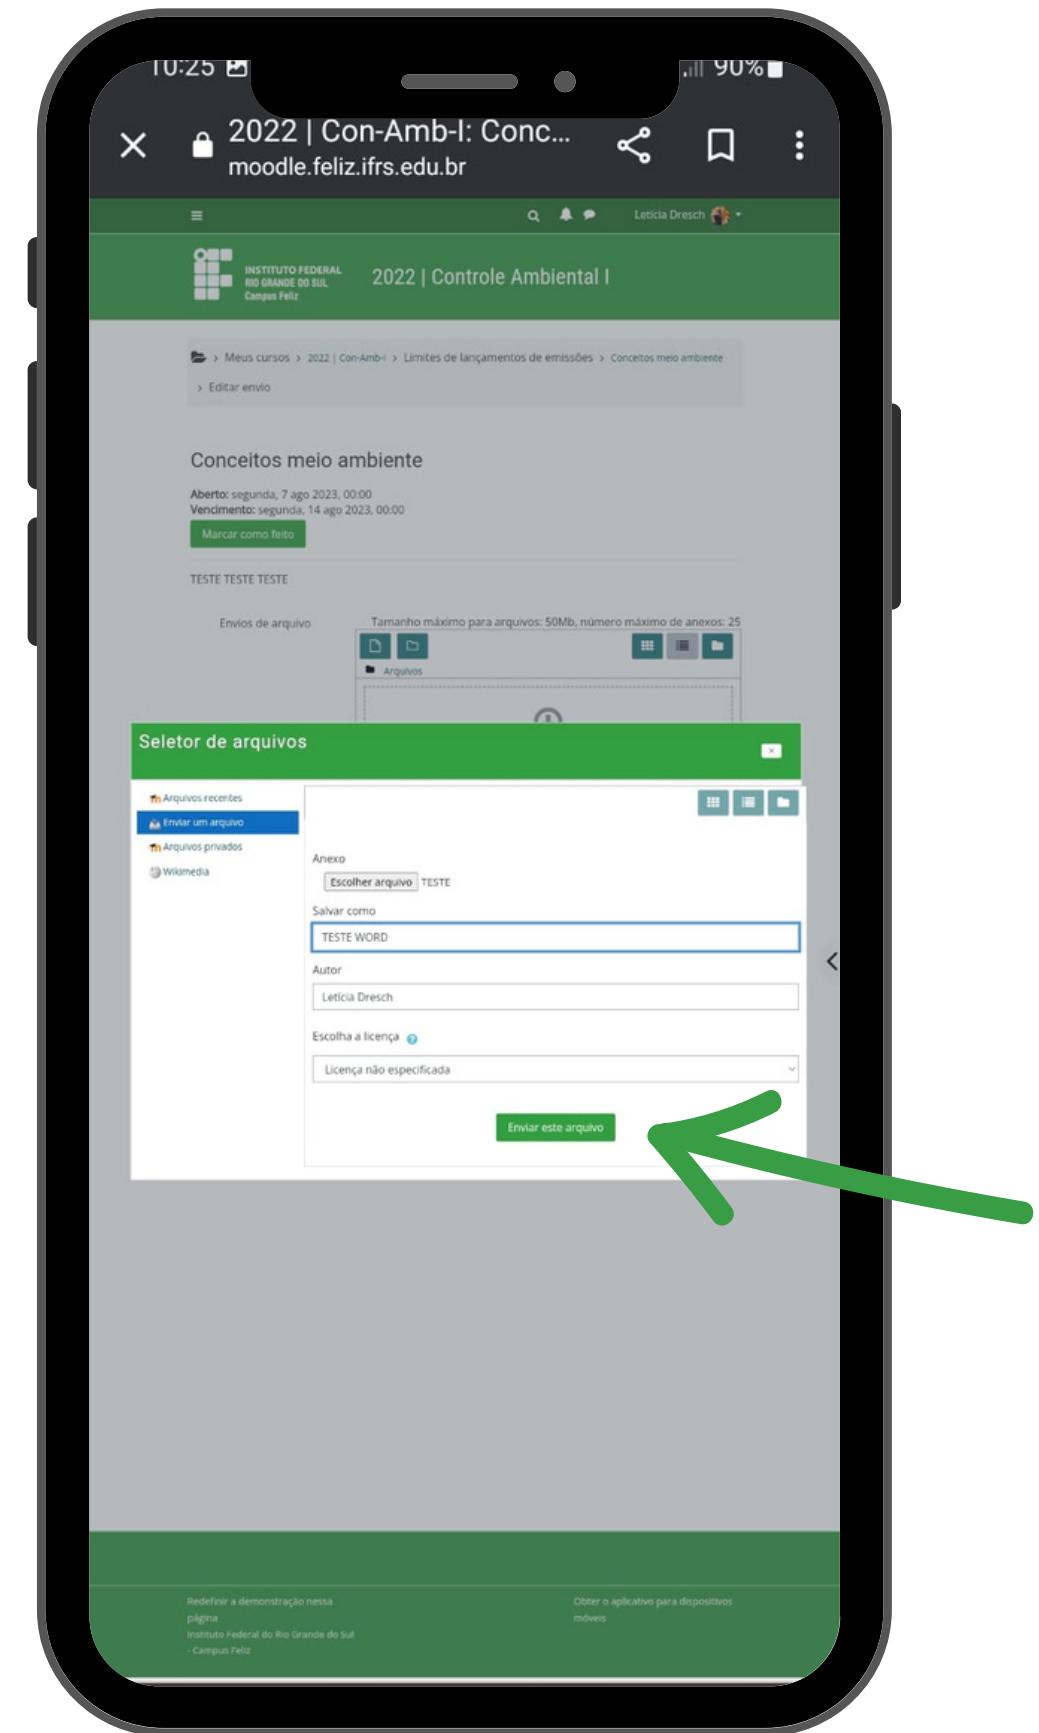 10:25
90%
2022 | Con-Amb-I: Conc...
moodle.feliz.ifrs.edu.br
Letícia Dresch
INSTITUTO FEDERAL
RIO GRANDE DO SUL
Campus Feliz
2022 | Controle Ambiental I
> Meus cursos > 2022 | Con-Amb-I > Limites de lançamentos de emissões > Conceitos meio ambiente
> Editar envio
Conceitos meio ambiente
Aberto: segunda, 7 ago 2023, 00:00
Vencimento: segunda, 14 ago 2023, 00:00
Marcar como feito
TESTE TESTE TESTE
Envios de arquivo
Tamanho máximo para arquivos: 50Mb, número máximo de anexos: 25
Arquivos
Seletor de arquivos
Arquivos recentes
Enviar um arquivo
Arquivos privados
Wikimedia
Anexo
Escolher arquivo TESTE
Salvar como
TESTE WORD
Autor
Letícia Dresch
Escolha a licença
Licença não especificada
Enviar este arquivo
Redefinir a demonstração nessa
página
Instituto Federal do Rio Grande do Sul
- Campus Feliz
Obter o aplicativo para dispositivos
móveis